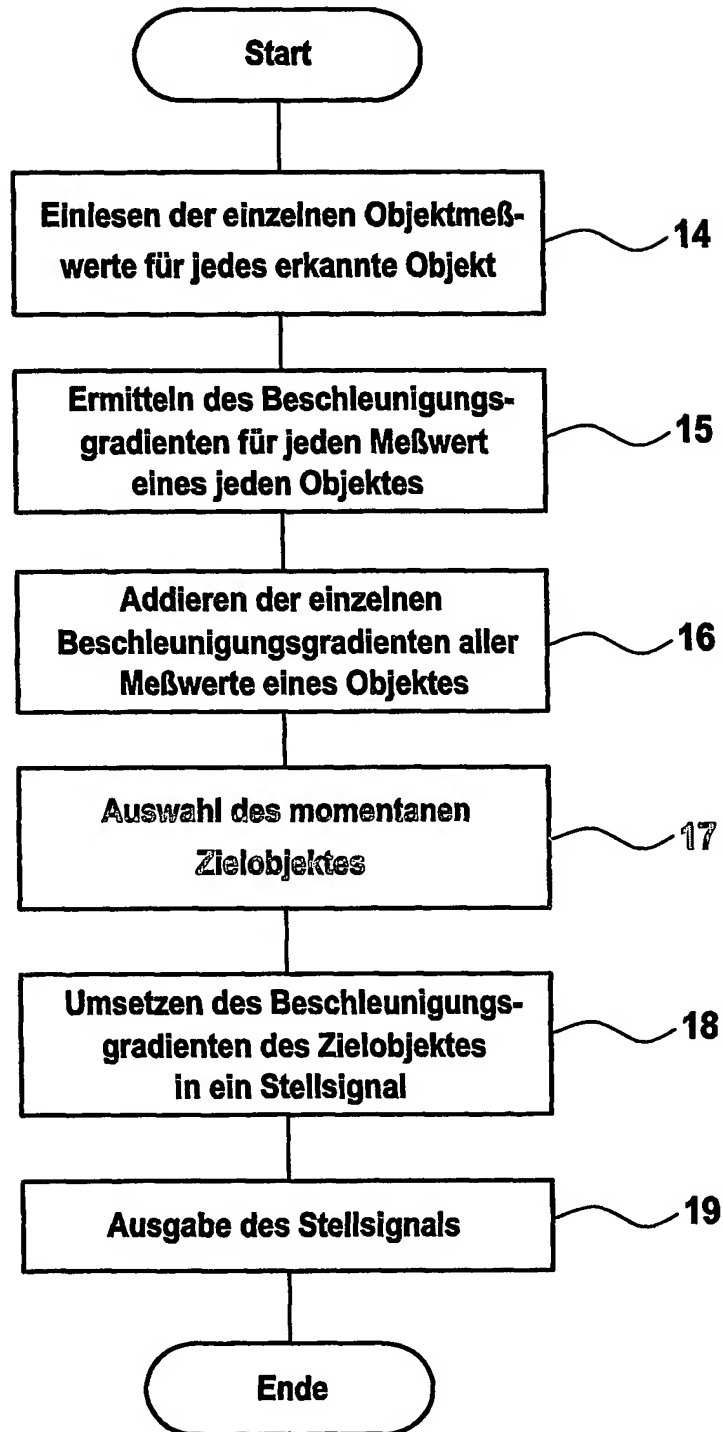 Start
Einlesen der einzelnen Objektmeß-
werte für jedes erkannte Objekt
14
Ermitteln des Beschleunigungs-
gradienten für jeden Meßwert
eines jeden Objektes
15
Addieren der einzelnen
Beschleunigungsgradienten aller
Meßwerte eines Objektes
16
Auswahl des momentanen
Zielobjektes
17
Umsetzen des Beschleunigungs-
gradienten des Zielobjektes
in ein Stellsignal
18
Ausgabe des Stellsignals
19
Ende